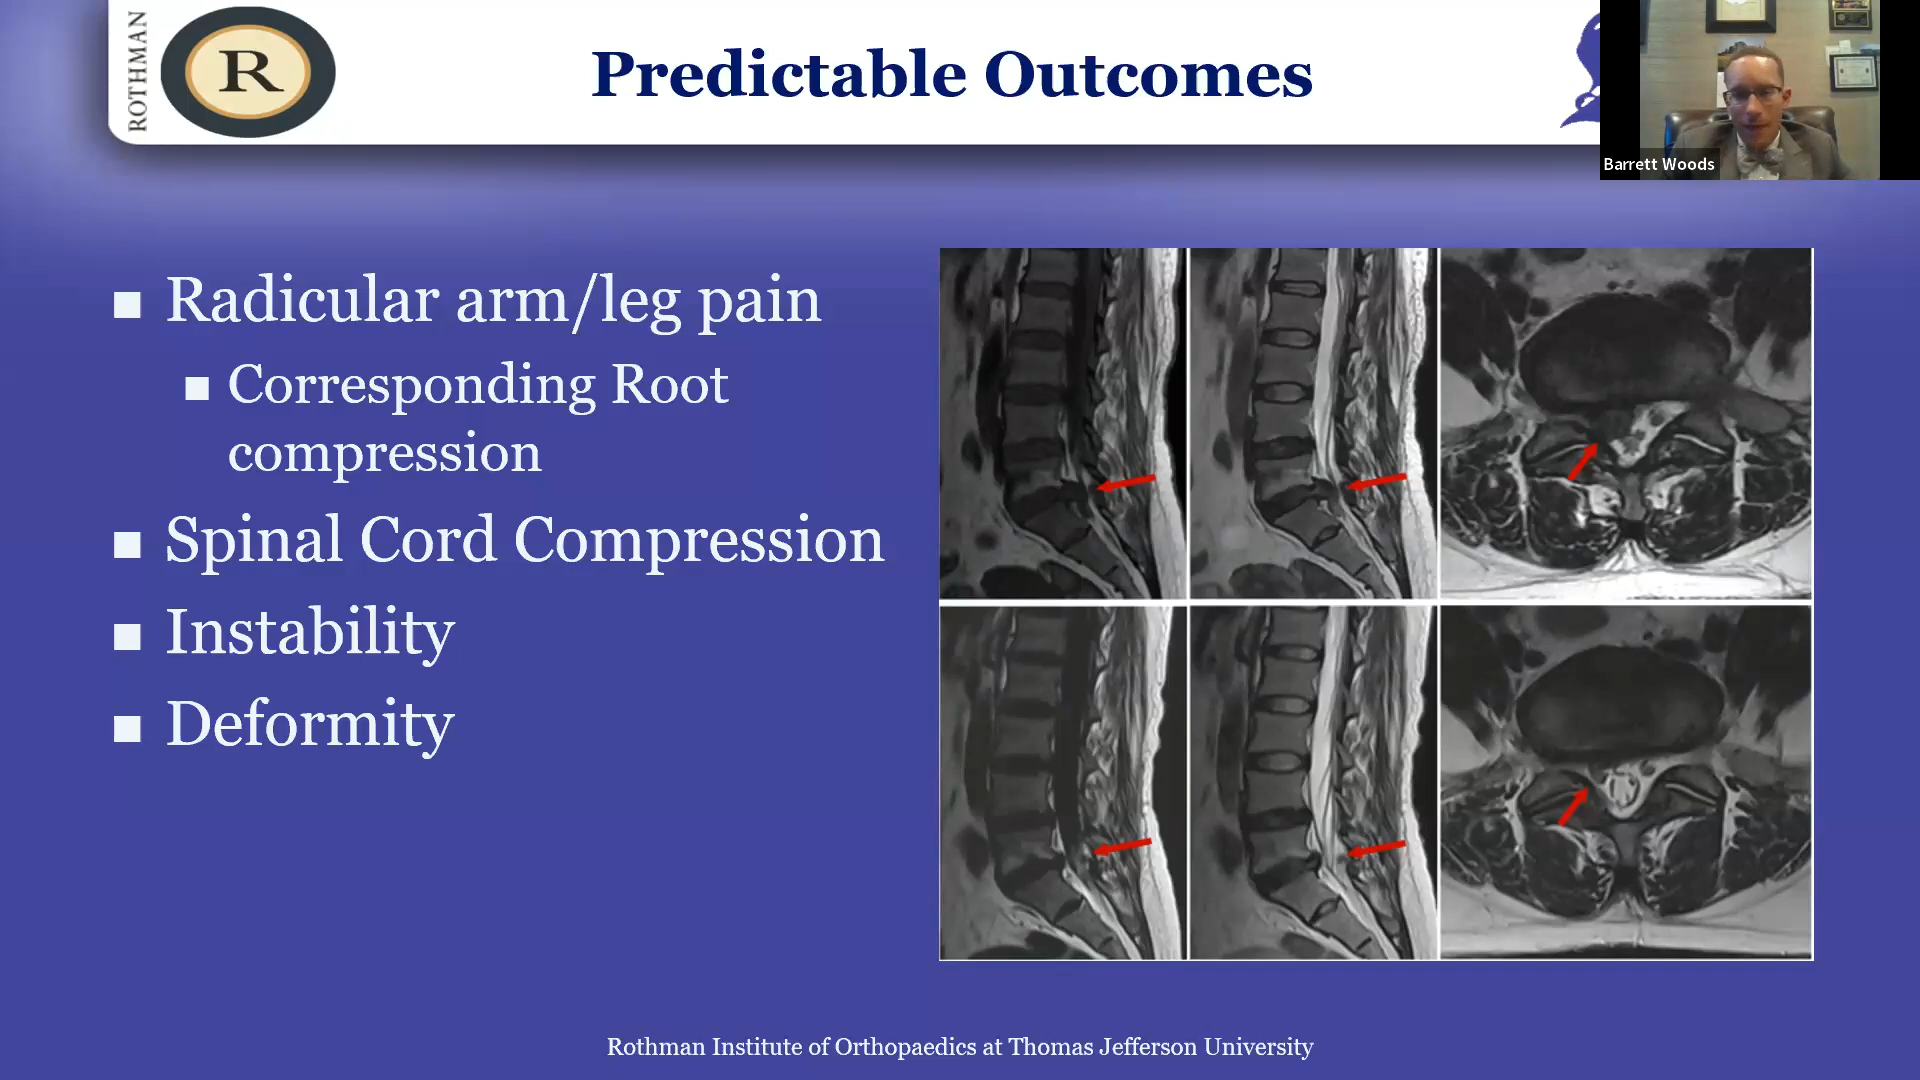 ROTHMAN
R
Predictable Outcomes
Barrett Woods
■ Radicular arm/leg pain
■ Corresponding Root
compression
■ Spinal Cord Compression
■ Instability
■ Deformity
Rothman Institute of Orthopaedics at Thomas Jefferson University